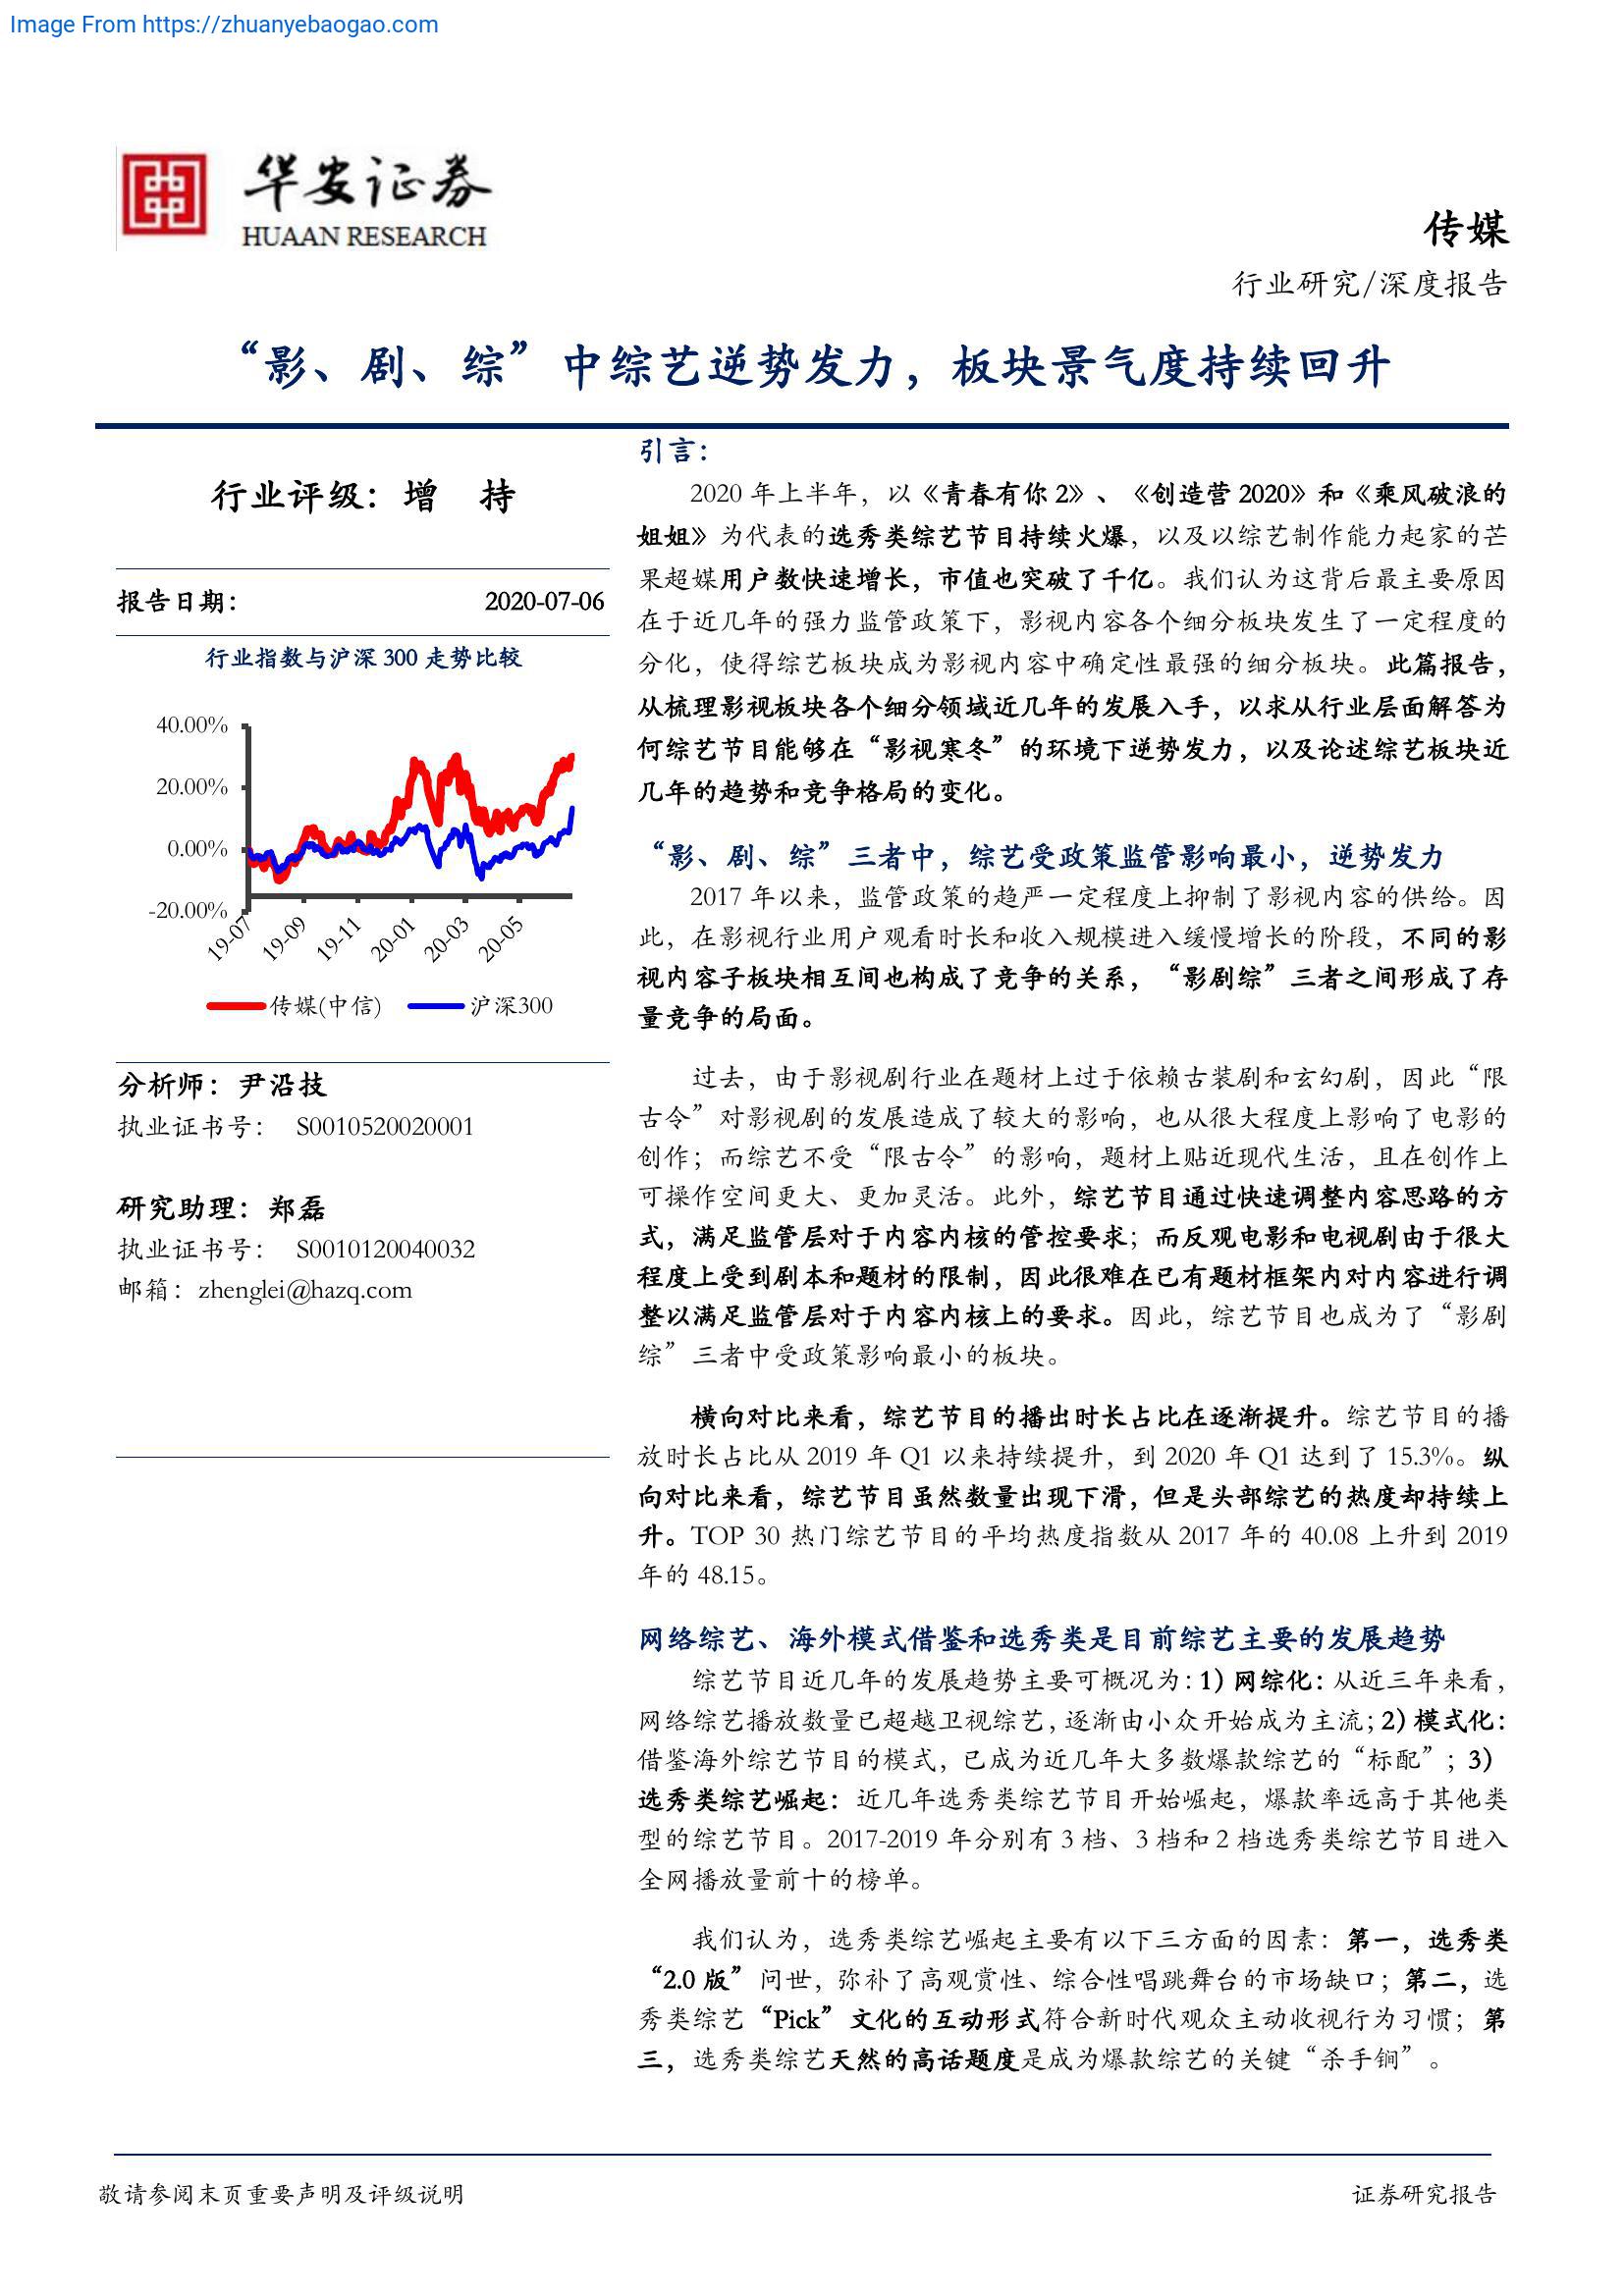 Image From https://zhuanyebaogao.com
华安证券
HUAAN RESEARCH
传媒
行业研究/深度报告
“影、剧、综”中综艺逆势发力，板块景气度持续回升
行业评级：增 持
报告日期：
2020-07-06
行业指数与沪深 300 走势比较
40.00%
20.00%
0.00%
-20.00%
19-07
19-09
19-11
20-01
20-03
20-05
传媒(中信)
沪深300
分析师：尹沿技
执业证书号： S0010520020001
研究助理：郑磊
执业证书号： S0010120040032
邮箱：zhenglei@hazq.com
引言：
2020 年上半年，以《青春有你 2》、《创造营 2020》和《乘风破浪的
姐姐》为代表的选秀类综艺节目持续火爆，以及以综艺制作能力起家的芒
果超媒用户数快速增长，市值也突破了千亿。我们认为这背后最主要原因
在于近几年的强力监管政策下，影视内容各个细分板块发生了一定程度的
分化，使得综艺板块成为影视内容中确定性最强的细分板块。此篇报告，
从梳理影视板块各个细分领域近几年的发展入手，以求从行业层面解答为
何综艺节目能够在“影视寒冬”的环境下逆势发力，以及论述综艺板块近
几年的趋势和竞争格局的变化。
“影、剧、综”三者中，综艺受政策监管影响最小，逆势发力
2017 年以来，监管政策的趋严一定程度上抑制了影视内容的供给。因
此，在影视行业用户观看时长和收入规模进入缓慢增长的阶段，不同的影
视内容子板块相互间也构成了竞争的关系，“影剧综”三者之间形成了存
量竞争的局面。
过去，由于影视剧行业在题材上过于依赖古装剧和玄幻剧，因此“限
古令”对影视剧的发展造成了较大的影响，也从很大程度上影响了电影的
创作；而综艺不受“限古令”的影响，题材上贴近现代生活，且在创作上
可操作空间更大、更加灵活。此外，综艺节目通过快速调整内容思路的方
式，满足监管层对于内容内核的管控要求；而反观电影和电视剧由于很大
程度上受到剧本和题材的限制，因此很难在已有题材框架内对内容进行调
整以满足监管层对于内容内核上的要求。因此，综艺节目也成为了“影剧
综”三者中受政策影响最小的板块。
横向对比来看，综艺节目的播出时长占比在逐渐提升。综艺节目的播
放时长占比从 2019 年 Q1 以来持续提升，到 2020 年 Q1 达到了 15.3%。纵
向对比来看，综艺节目虽然数量出现下滑，但是头部综艺的热度却持续上
升。TOP 30 热门综艺节目的平均热度指数从 2017 年的 40.08 上升到 2019
年的 48.15。
网络综艺、海外模式借鉴和选秀类是目前综艺主要的发展趋势
综艺节目近几年的发展趋势主要可概况为：1）网综化：从近三年来看，
网络综艺播放数量已超越卫视综艺，逐渐由小众开始成为主流；2）模式化：
借鉴海外综艺节目的模式，已成为近几年大多数爆款综艺的“标配”；3）
选秀类综艺崛起：近几年选秀类综艺节目开始崛起，爆款率远高于其他类
型的综艺节目。2017-2019 年分别有 3 档、3 档和 2 档选秀类综艺节目进入
全网播放量前十的榜单。
我们认为，选秀类综艺崛起主要有以下三方面的因素：第一，选秀类
“2.0 版”问世，弥补了高观赏性、综合性唱跳舞台的市场缺口；第二，选
秀类综艺“Pick”文化的互动形式符合新时代观众主动收视行为习惯；第
三，选秀类综艺天然的高话题度是成为爆款综艺的关键“杀手锏”。
敬请参阅末页重要声明及评级说明
证券研究报告